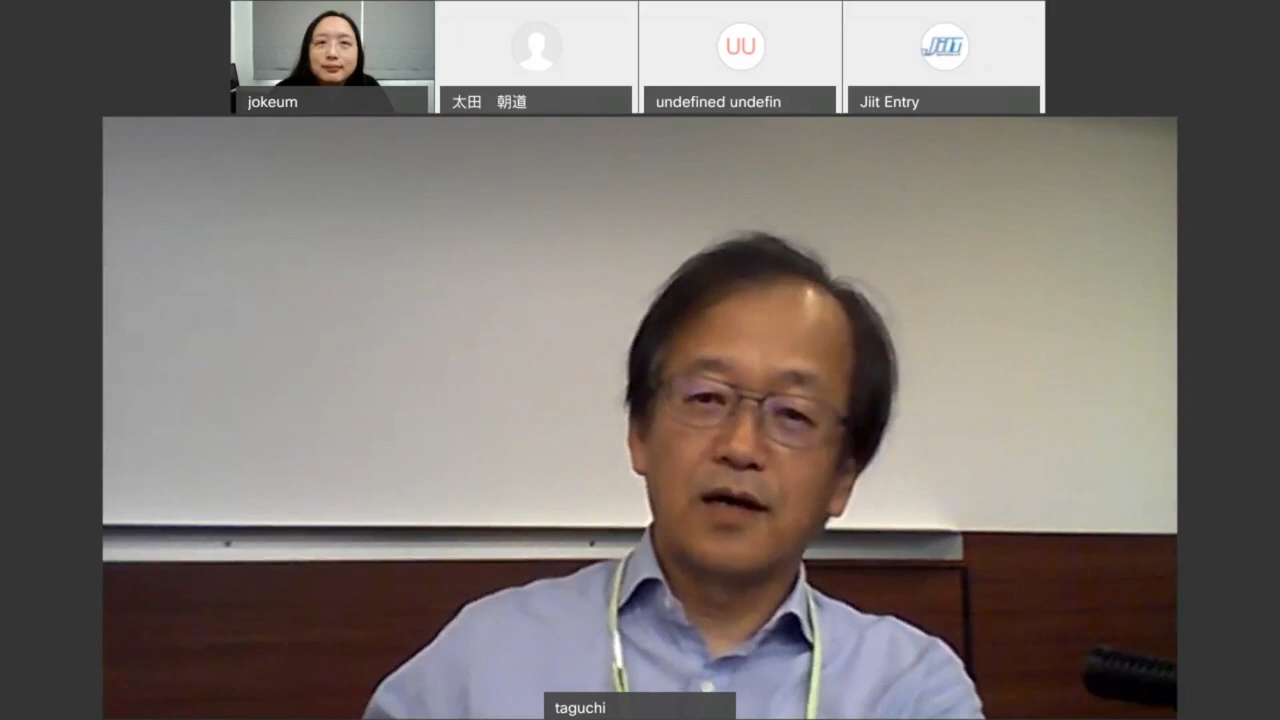 jokeum
太田 朝道
UU
undefined undefin
JiiT
Jiit Entry
taguchi